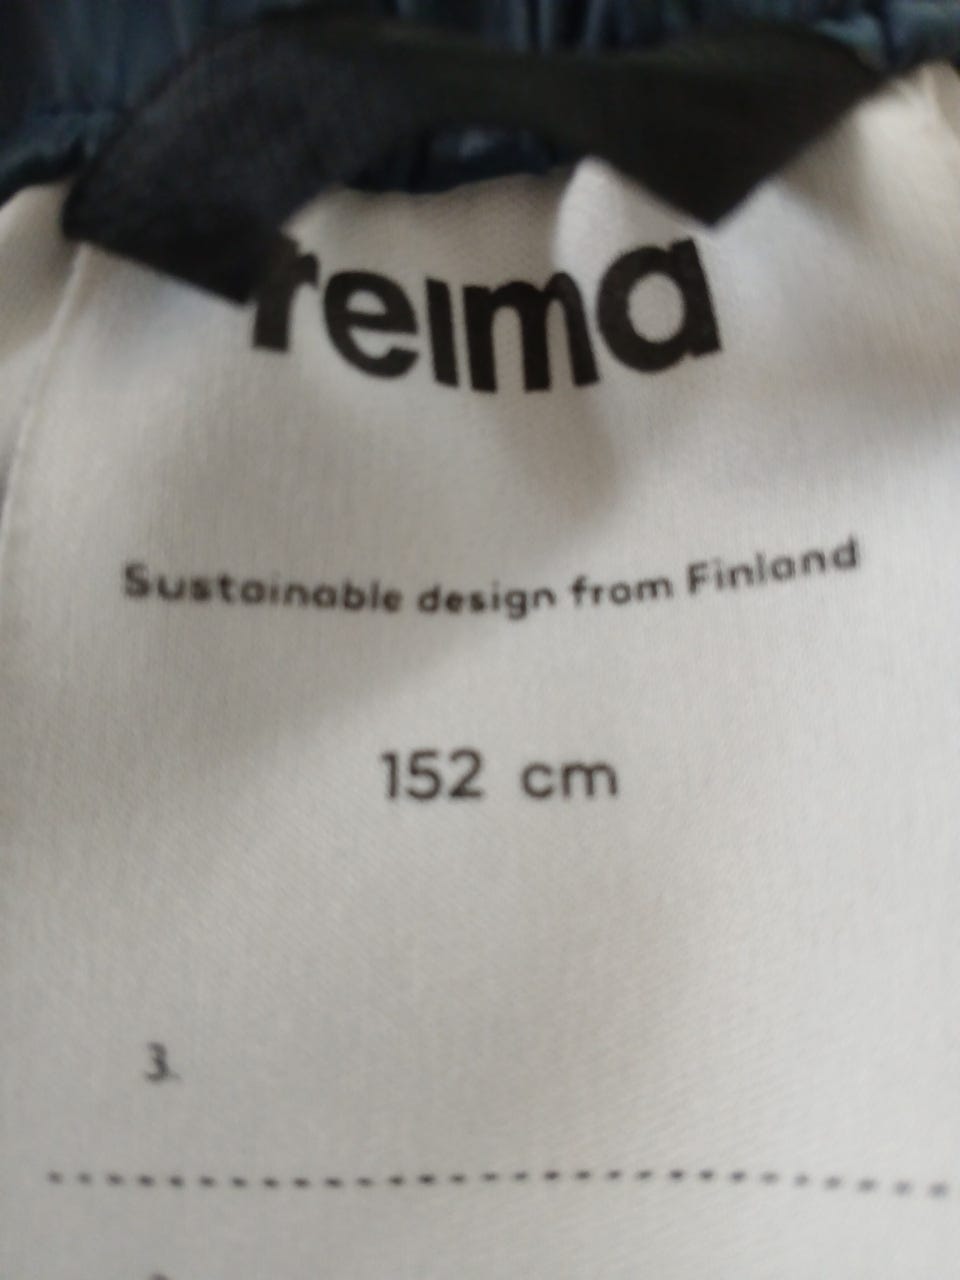 reima
Sustainable design from Finland
152 cm
3.